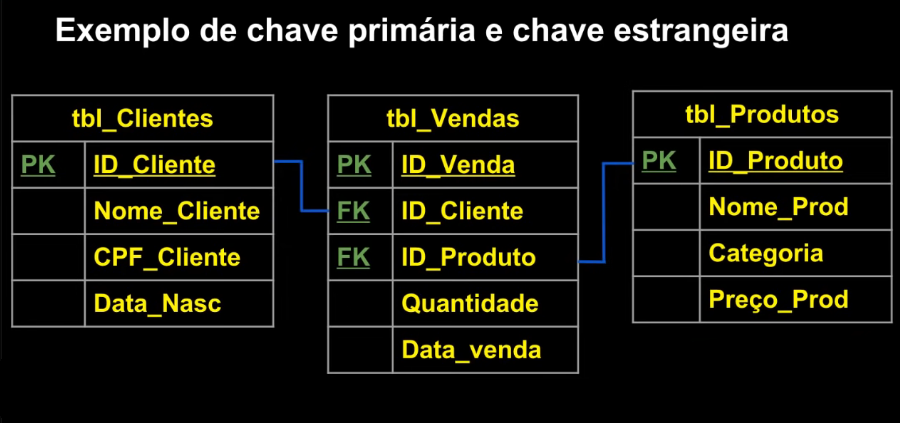 Exemplo de chave primária e chave estrangeira
tbl_Clientes
PK ID_Cliente
Nome_Cliente
CPF_Cliente
Data_Nasc
tbl_Vendas
PK ID_Venda
FK ID_Cliente
FK ID_Produto
Quantidade
Data_venda
tbl_Produtos
PK ID_Produto
Nome_Prod
Categoria
Preço_Prod